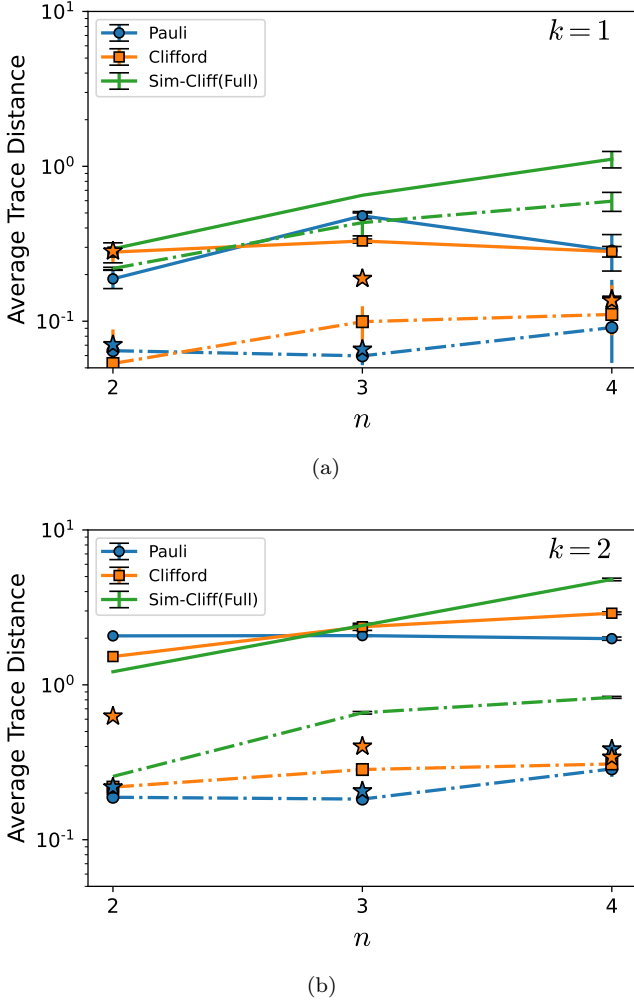 10^1
k = 1
Pauli
Clifford
Sim-Cliff(Full)
Average Trace Distance
10^0
10^-1
2 3 4
n
(a)
10^1
k = 2
Pauli
Clifford
Sim-Cliff(Full)
Average Trace Distance
10^0
10^-1
2 3 4
n
(b)